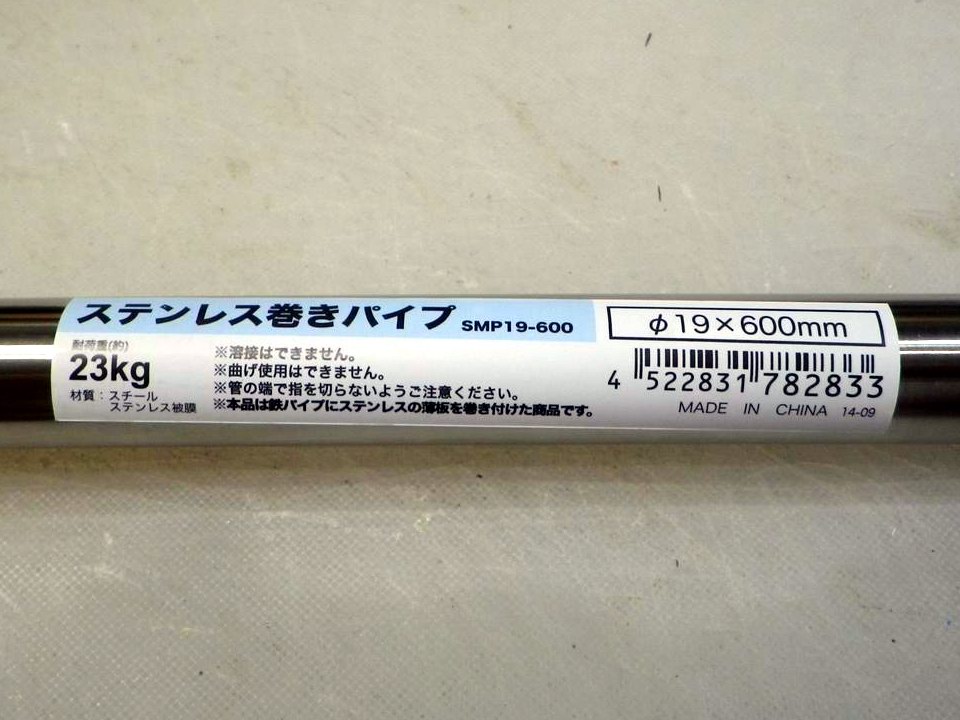 ステンレス巻きパイプ SMP19-600
φ19×600mm
耐荷重(約)
23kg
材質：スチール
ステンレス被膜
※溶接はできません。
※曲げ使用はできません。
※管の端で指を切らないようご注意ください。
※本品は鉄パイプにステンレスの薄板を巻き付けた商品です。
4 522831 782833
MADE IN CHINA 14-09